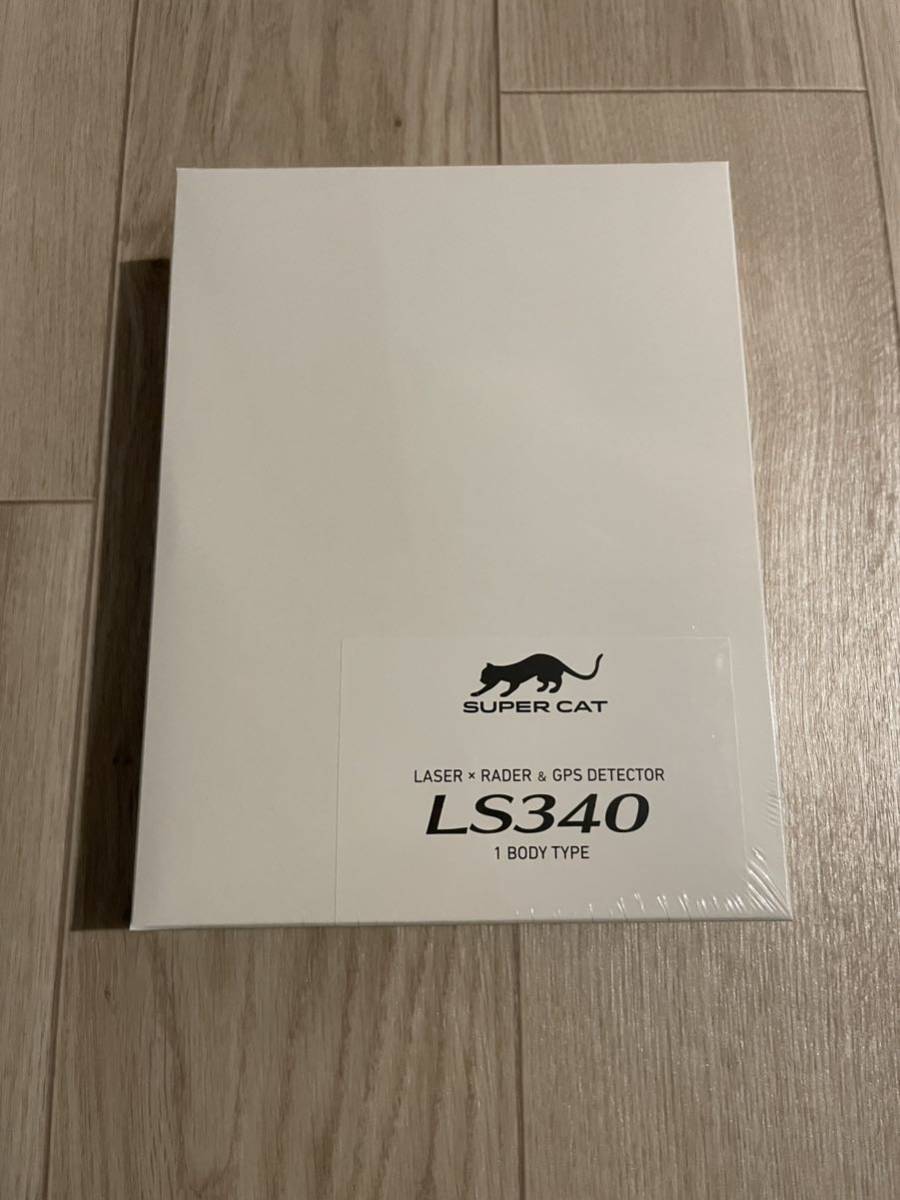 SUPER CAT
LASER × RADER & GPS DETECTOR
LS340
1 BODY TYPE